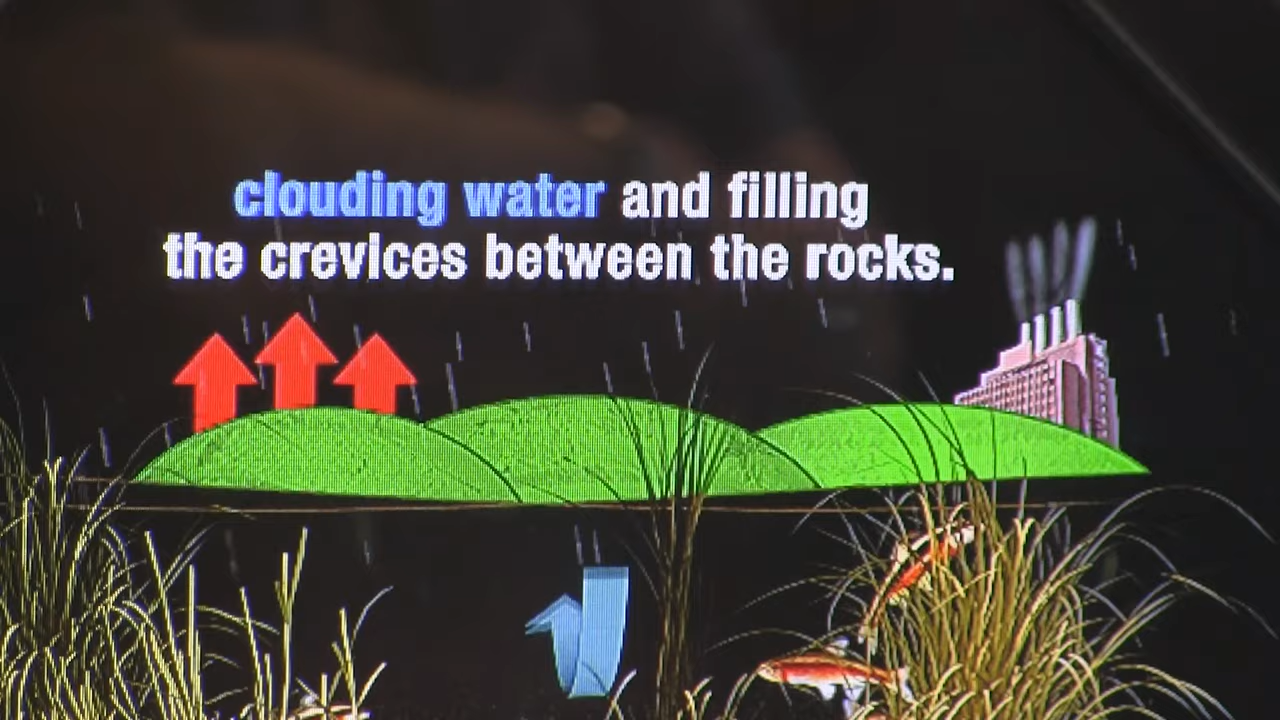 clouding water and filling
the crevices between the rocks.